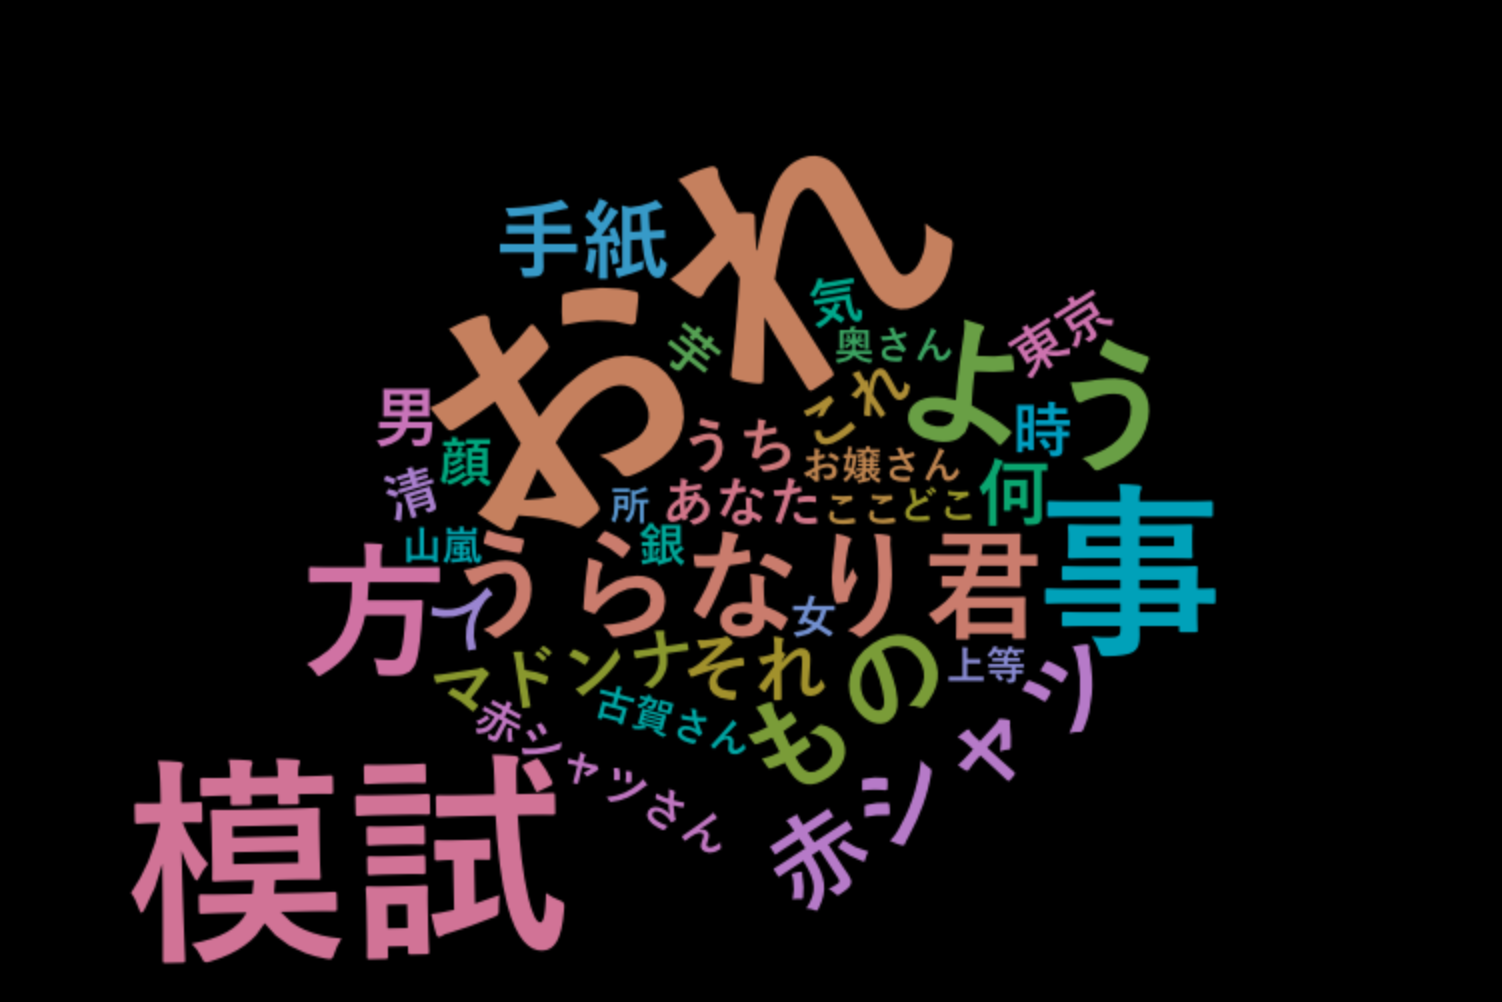 手紙
おれ
気
芋
奥さん
東京
よう
これ
男
時
うち
顔
お嬢さん
清
何
所
あなた
ここ
どこ
事
山嵐
銀
うらなり君
方
イ
女
マドンナ
それ
もの
上等
古賀さん
赤シャツさん
赤シャツ
模試